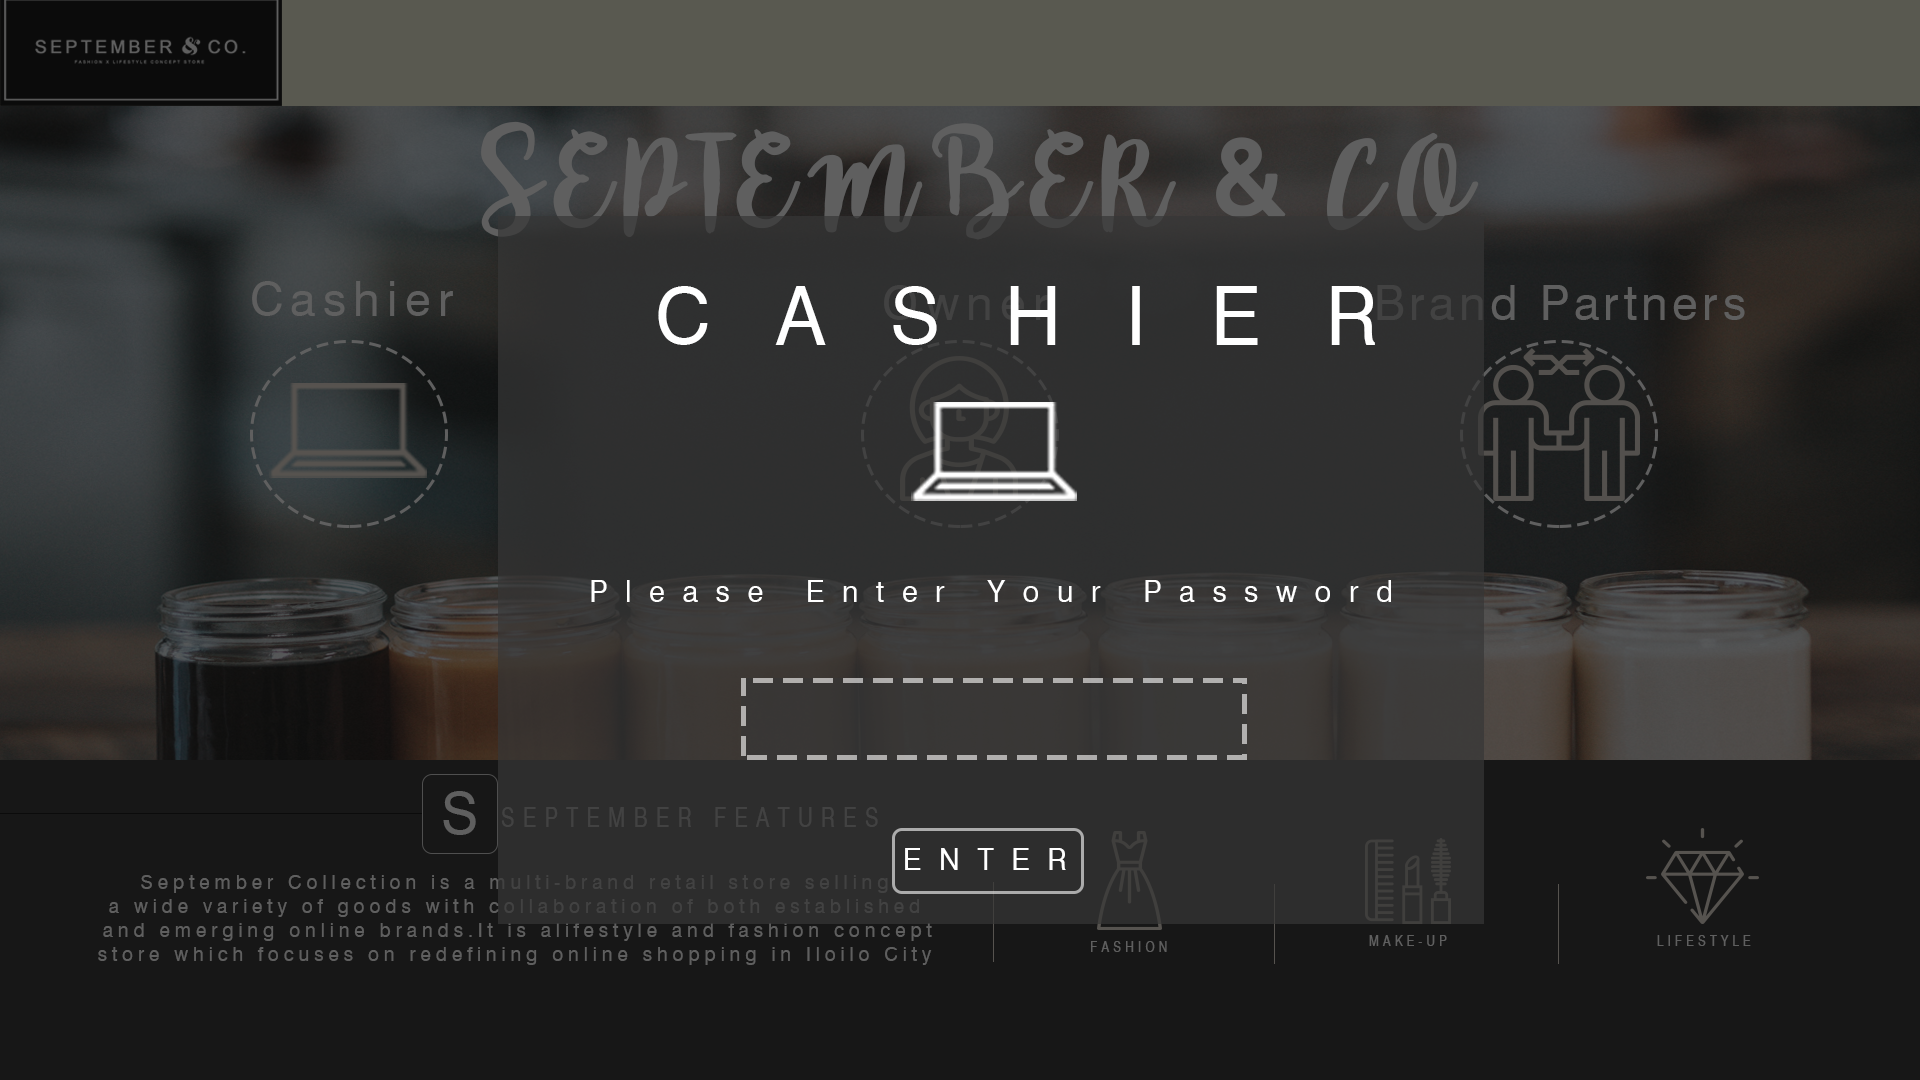 SEPTEMBER & CO.
FASHION X LIFESTYLE CONCEPT STORE
SEPTEMBER & CO
Cashier
Owner
Brand Partners
CASHIER
Please Enter Your Password
S
SEPTEMBER FEATURES
ENTER
September Collection is a multi-brand retail store selling
a wide variety of goods with collaboration of both established
and emerging online brands.It is alifestyle and fashion concept
store which focuses on redefining online shopping in Iloilo City
FASHION
MAKE-UP
LIFESTYLE